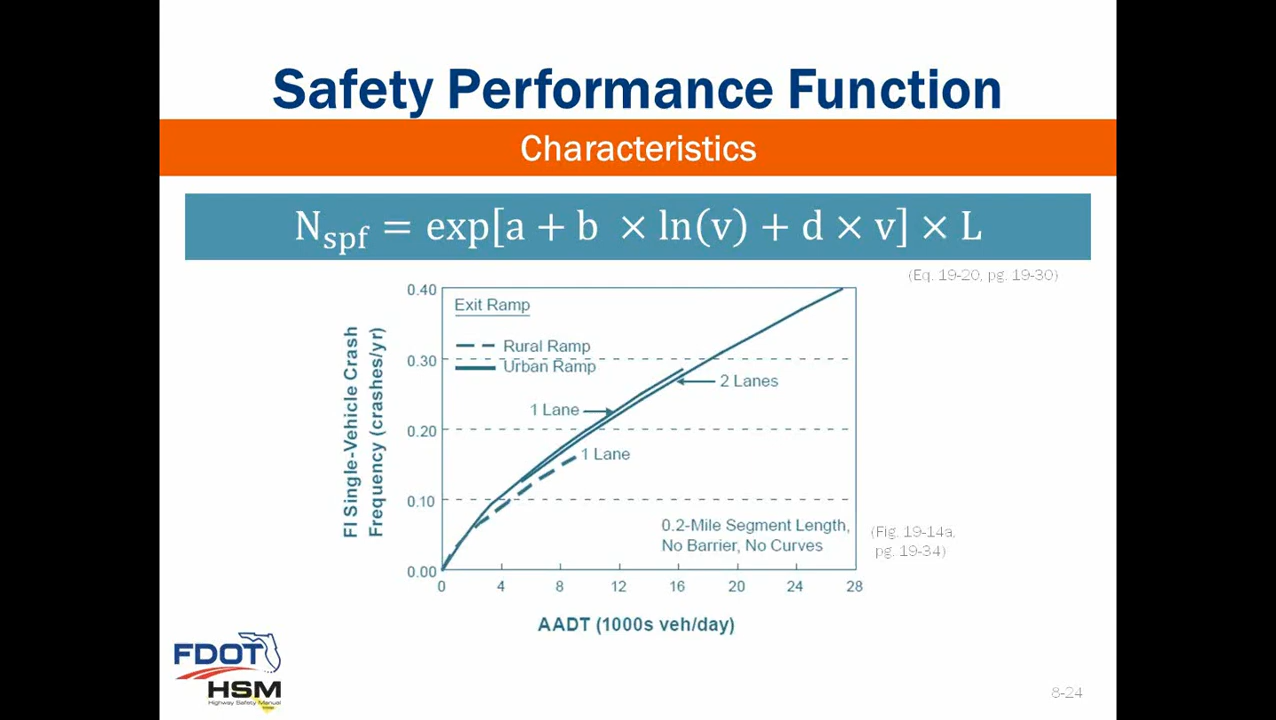 Safety Performance Function
Characteristics
N_spf = exp[a + b × ln(v) + d × v] × L
(Eq. 19-20, pg. 19-30)
0.40
Exit Ramp
Rural Ramp
Urban Ramp
0.30
2 Lanes
1 Lane
0.20
1 Lane
0.10
0.2-Mile Segment Length,
No Barrier, No Curves
(Fig. 19-14a,
pg. 19-34)
0.00
FI Single-Vehicle Crash
Frequency (crashes/yr)
0 4 8 12 16 20 24 28
AADT (1000s veh/day)
FDOT
HSM
Highway Safety Manual
8-24